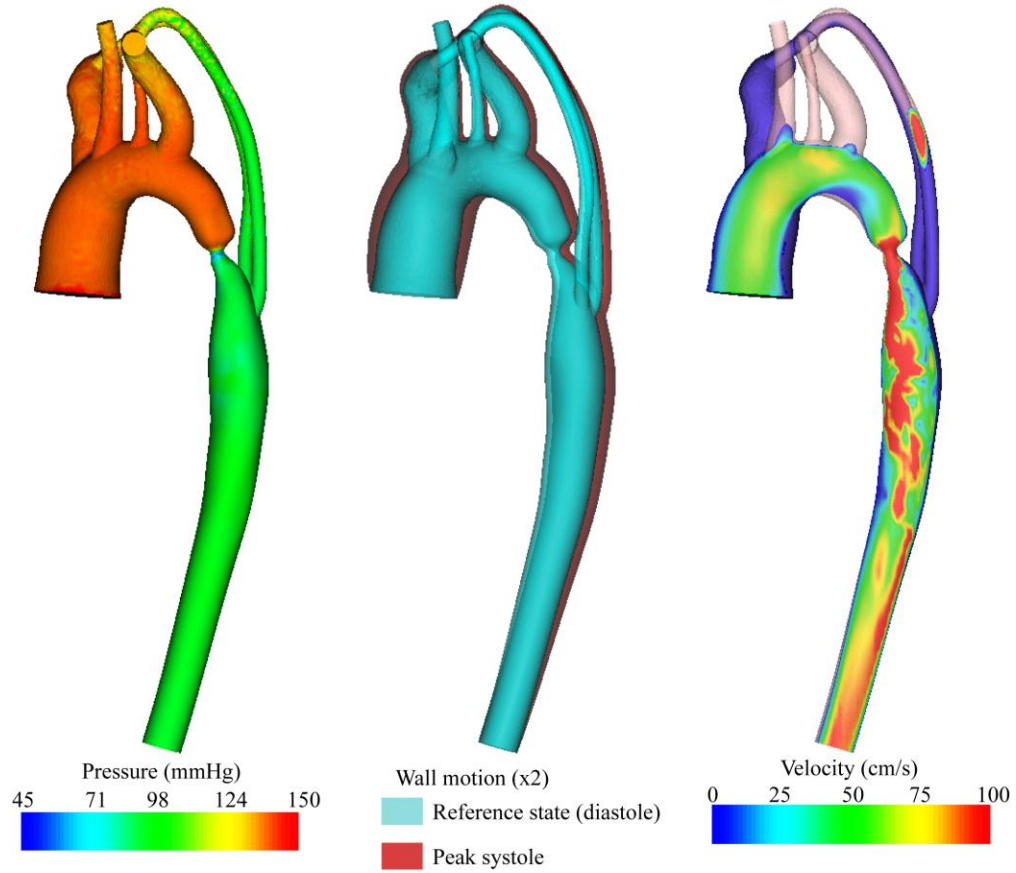 Pressure (mmHg)
45 71 98 124 150
Wall motion (x2)
Reference state (diastole)
Peak systole
Velocity (cm/s)
0 25 50 75 100